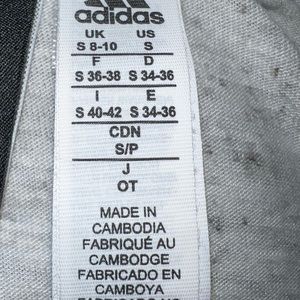 adidas
UK US
S 8-10 S
F D
S 36-38 S 34-36
I E
S 40-42 S 34-36
CDN
S/P
J
OT
MADE IN
CAMBODIA
FABRIQUÉ AU
CAMBODGE
FABRICADO EN
CAMBOYA